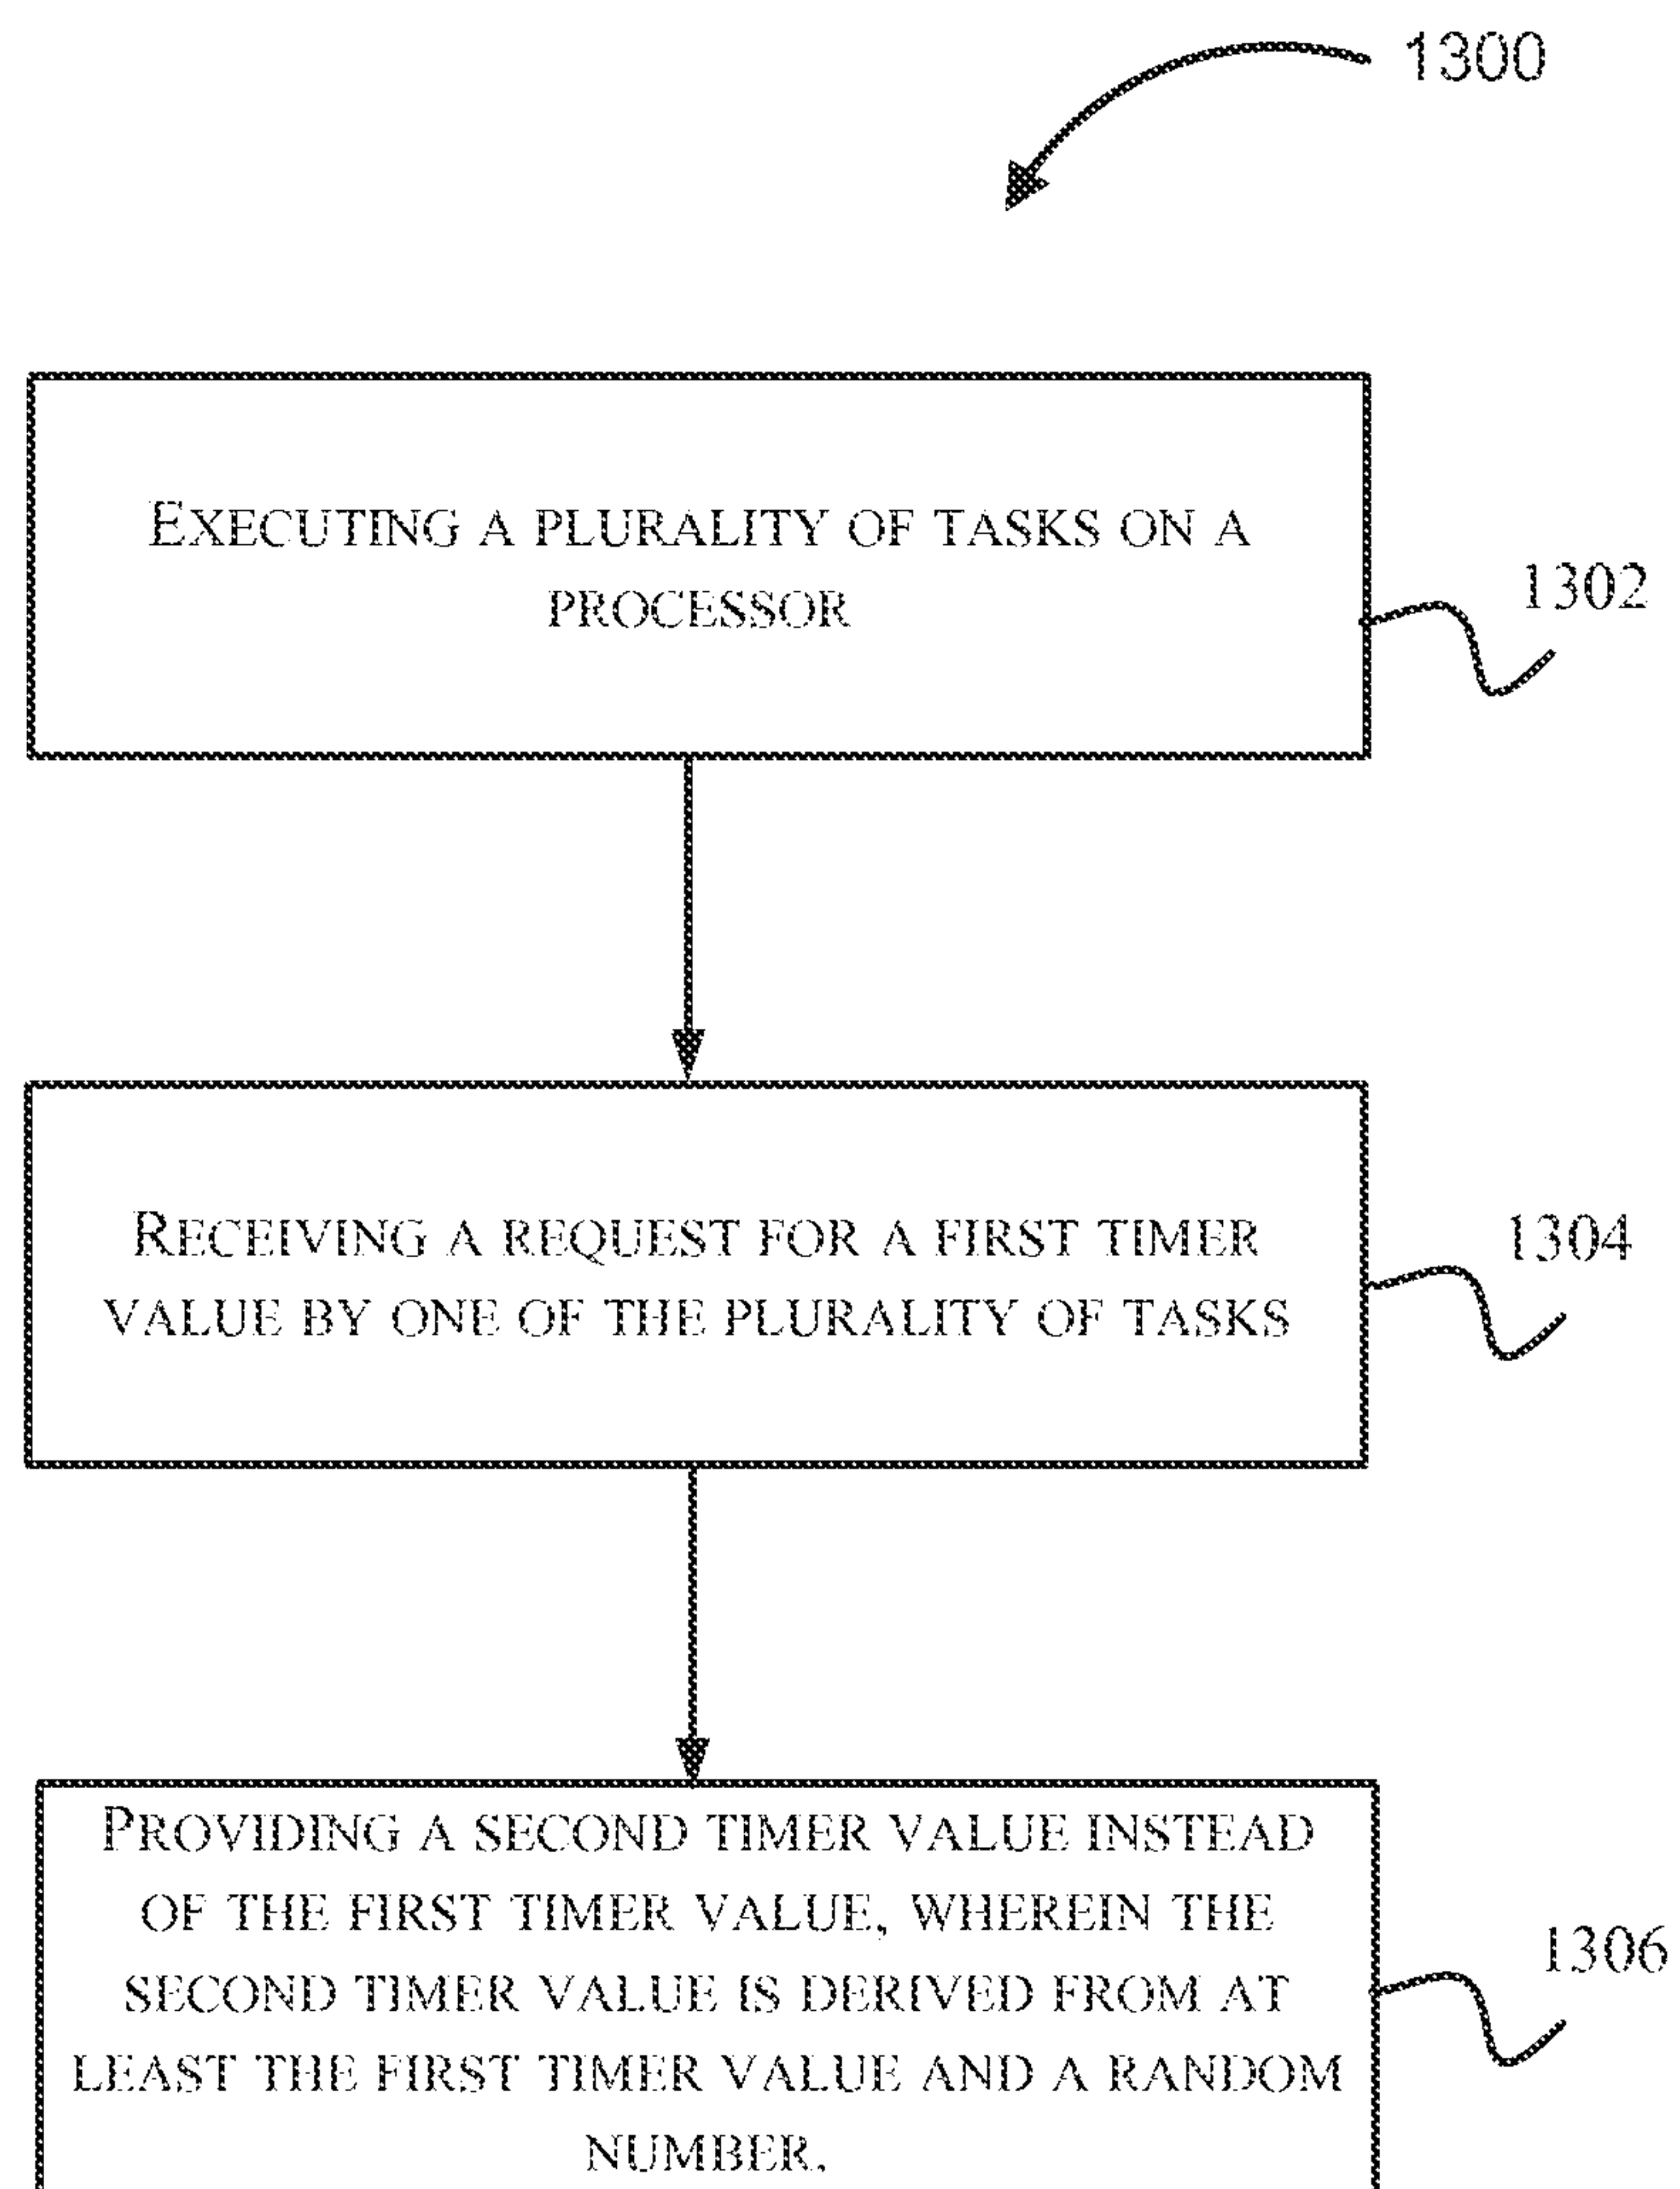 1300
EXECUTING A PLURALITY OF TASKS ON A
PROCESSOR
1302
RECEIVING A REQUEST FOR A FIRST TIMER
VALUE BY ONE OF THE PLURALITY OF TASKS
1304
PROVIDING A SECOND TIMER VALUE INSTEAD
OF THE FIRST TIMER VALUE, WHEREIN THE
SECOND TIMER VALUE IS DERIVED FROM AT
LEAST THE FIRST TIMER VALUE AND A RANDOM
NUMBER.
1306